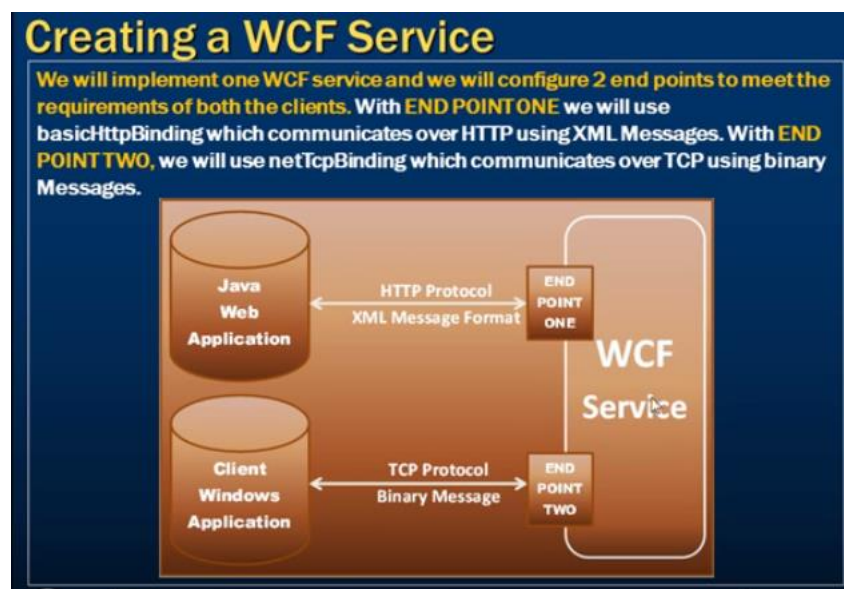 Creating a WCF Service
We will implement one WCF service and we will configure 2 end points to meet the
requirements of both the clients. With END POINT ONE we will use
basicHttpBinding which communicates over HTTP using XML Messages. With END
POINT TWO, we will use netTcpBinding which communicates over TCP using binary
Messages.
Java
Web
Application
HTTP Protocol
XML Message Format
END
POINT
ONE
WCF
Service
Client
Windows
Application
TCP Protocol
Binary Message
END
POINT
TWO